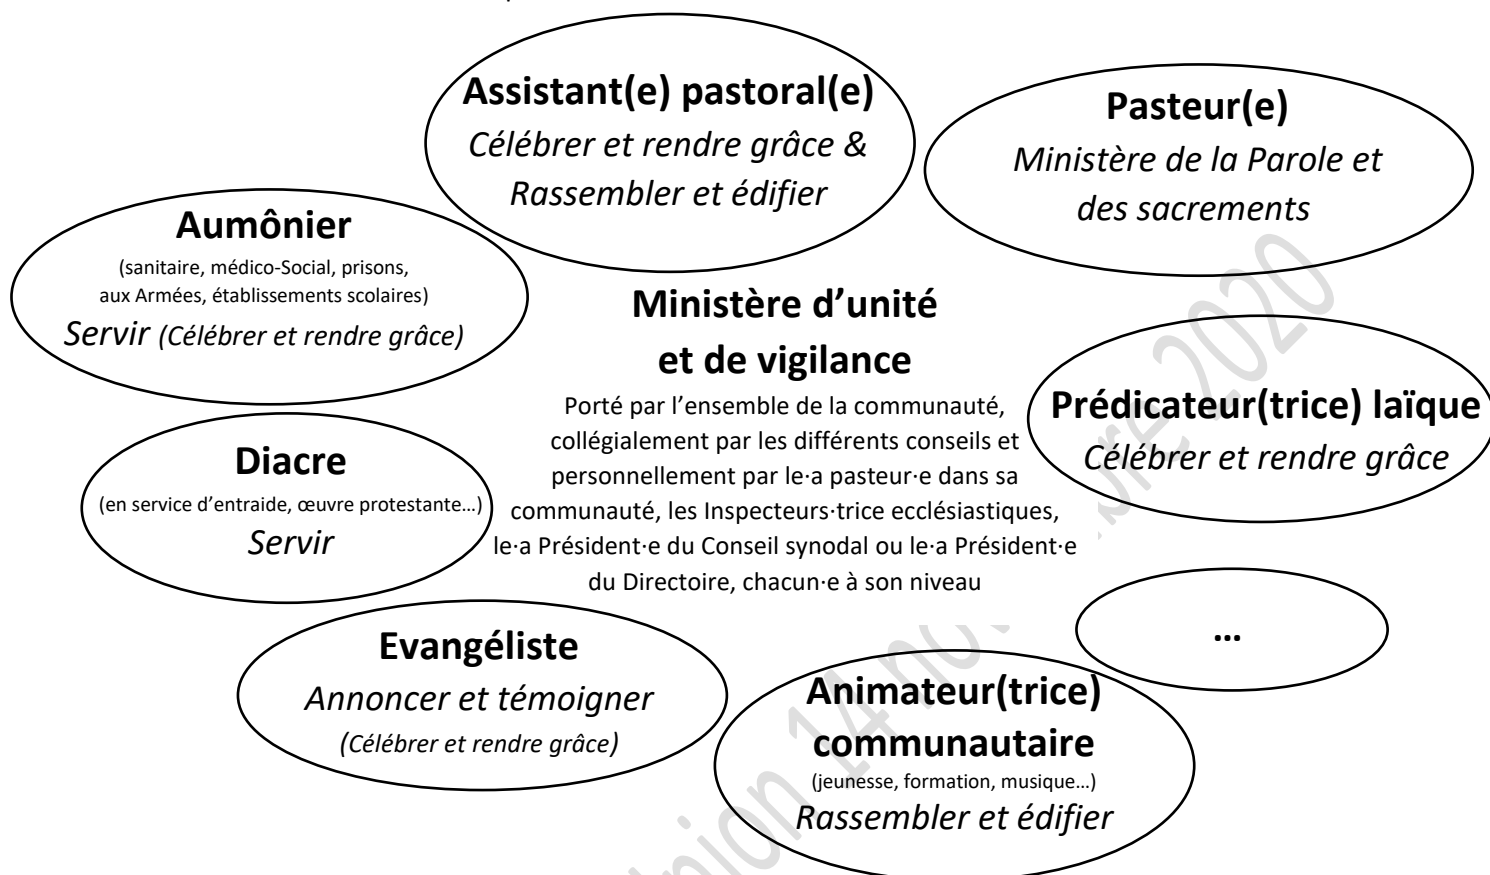 Assistant(e) pastoral(e)
Célébrer et rendre grâce &
Rassembler et édifier
Pasteur(e)
Ministère de la Parole et
des sacrements
Aumônier
(sanitaire, médico-Social, prisons,
aux Armées, établissements scolaires)
Servir (Célébrer et rendre grâce)
Ministère d’unité
et de vigilance
Porté par l’ensemble de la communauté,
collégialement par les différents conseils et
personnellement par le·a pasteur·e dans sa
communauté, les Inspecteurs·trice ecclésiastiques,
le·a Président·e du Conseil synodal ou le·a Président·e
du Directoire, chacun·e à son niveau
Prédicateur(trice) laïque
Célébrer et rendre grâce
Diacre
(en service d’entraide, œuvre protestante…)
Servir
...
Evangéliste
Annoncer et témoigner
(Célébrer et rendre grâce)
Animateur(trice)
communautaire
(jeunesse, formation, musique…)
Rassembler et édifier
14 2020